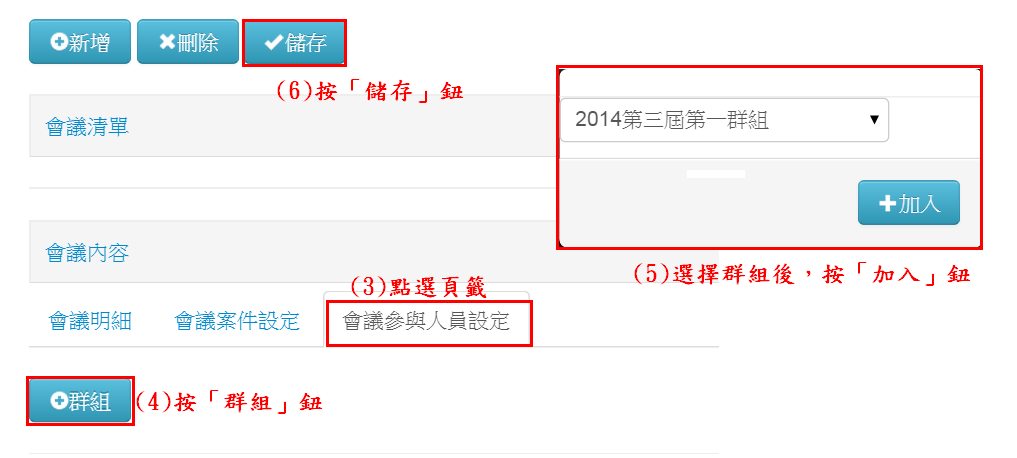 新增
刪除
儲存
(6)按「儲存」鈕
會議清單
2014第三屆第一群組
加入
(5)選擇群組後，按「加入」鈕
會議內容
(3)點選頁籤
會議明細
會議案件設定
會議參與人員設定
群組
(4)按「群組」鈕